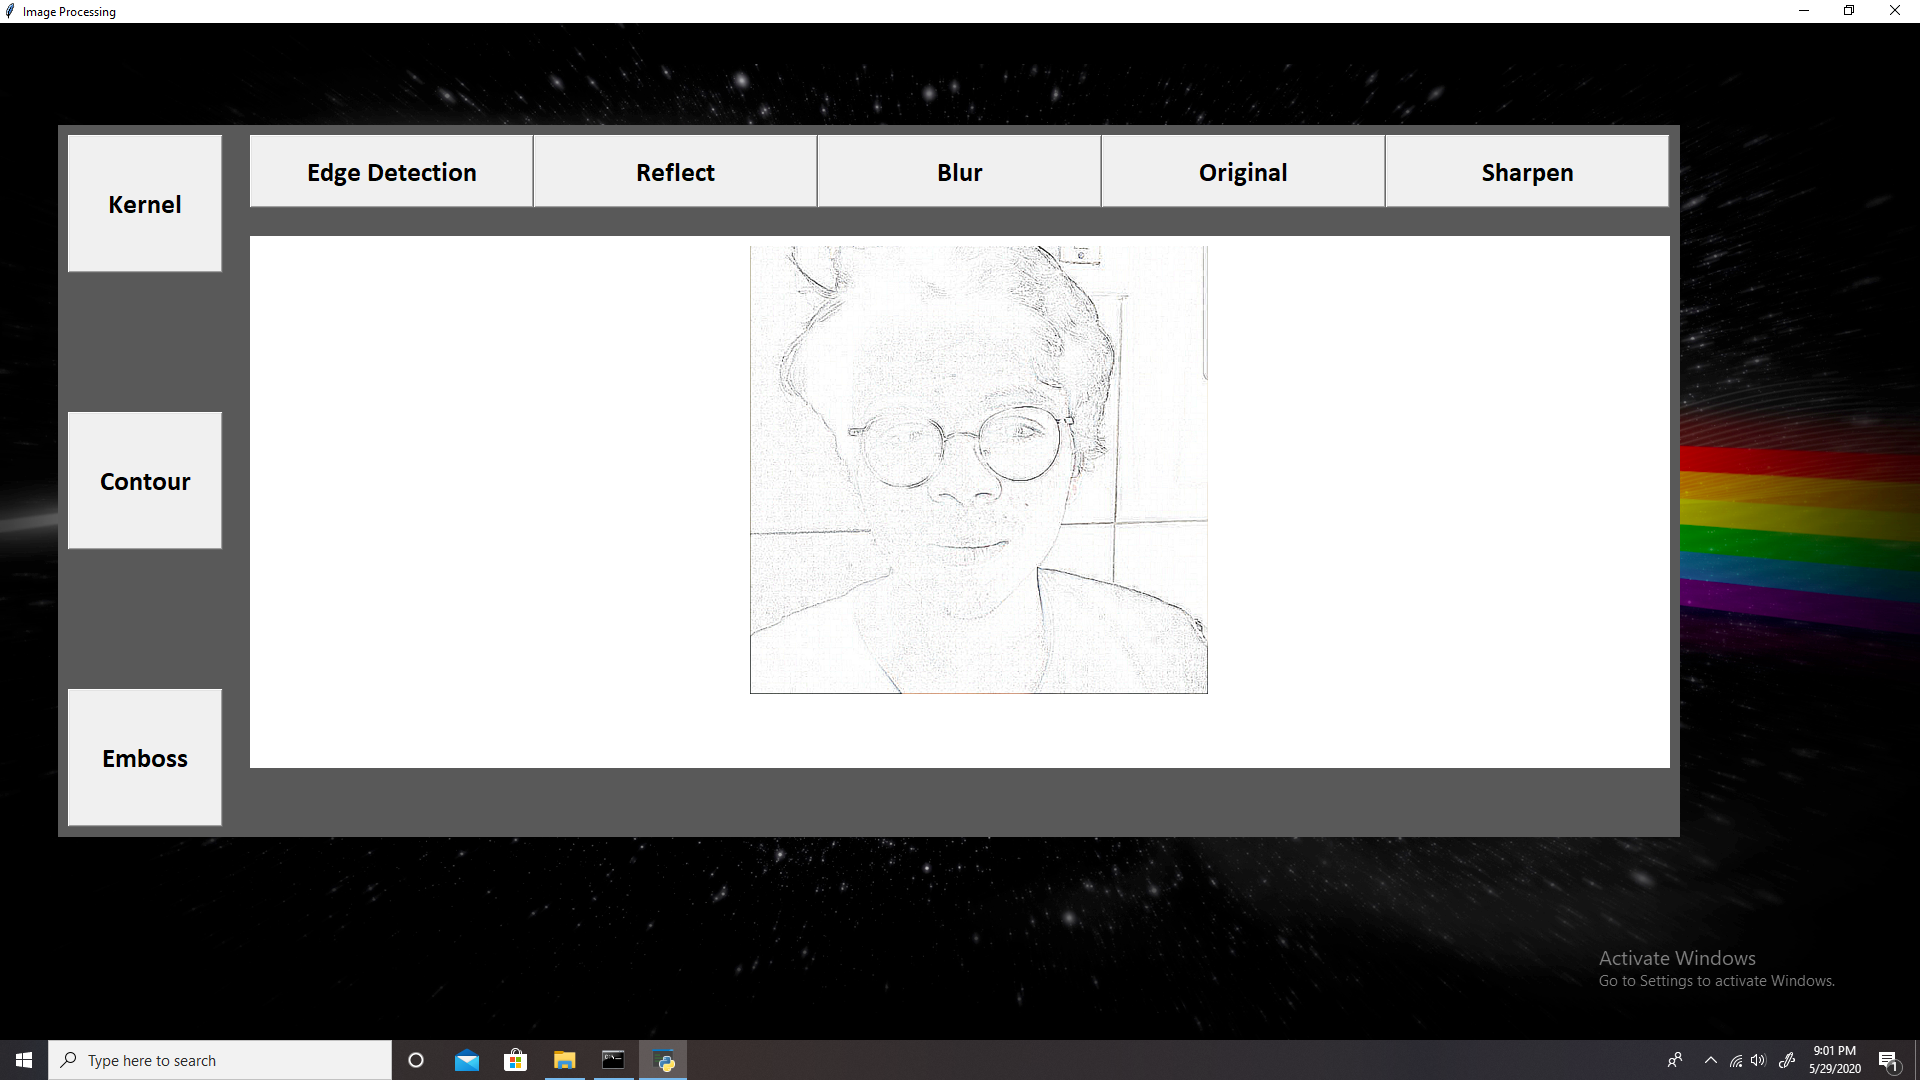 Image Processing
Kernel
Edge Detection
Reflect
Blur
Original
Sharpen
Contour
Emboss
Activate Windows
Go to Settings to activate Windows.
Type here to search
9:01 PM
5/29/2020
1